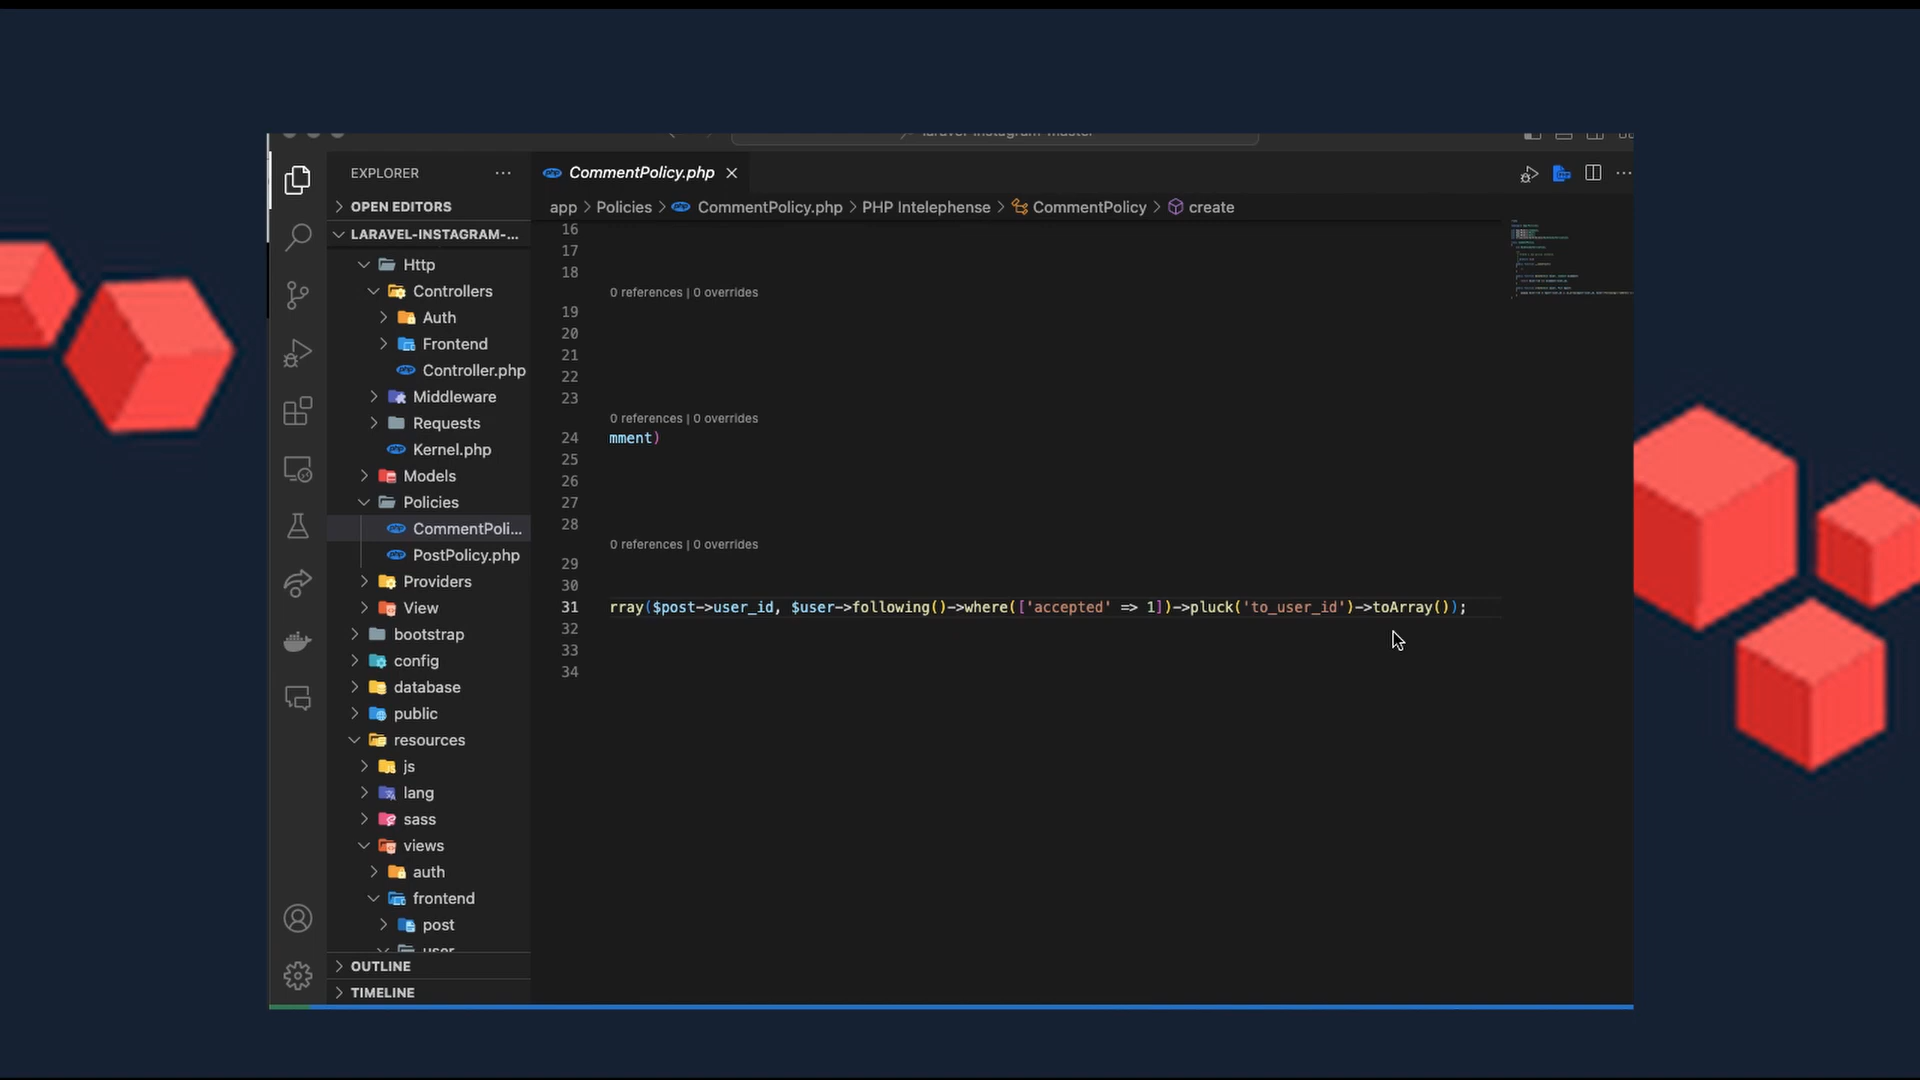 laravel-instagram-master
EXPLORER
CommentPolicy.php
OPEN EDITORS
app > Policies > CommentPolicy.php > PHP Intelephense > CommentPolicy > create
LARAVEL-INSTAGRAM-...
Http
Controllers
Auth
Frontend
Controller.php
Middleware
Requests
Kernel.php
Models
Policies
CommentPoli...
PostPolicy.php
Providers
View
bootstrap
config
database
public
resources
js
lang
sass
views
auth
frontend
post
user
OUTLINE
TIMELINE
16
17
18
0 references | 0 overrides
19
20
21
22
23
0 references | 0 overrides
24 mment)
25
26
27
28
0 references | 0 overrides
29
30
31 rray($post->user_id, $user->following()->where(['accepted' => 1])->pluck('to_user_id')->toArray());
32
33
34